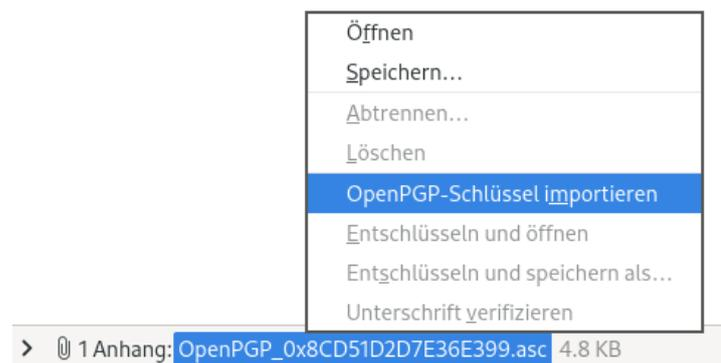 Öffnen
Speichern...
Abtrennen...
Löschen
OpenPGP-Schlüssel importieren
Entschlüsseln und öffnen
Entschlüsseln und speichern als...
Unterschrift verifizieren
1 Anhang: OpenPGP_0x8CD51D2D7E36E399.asc 4.8 KB